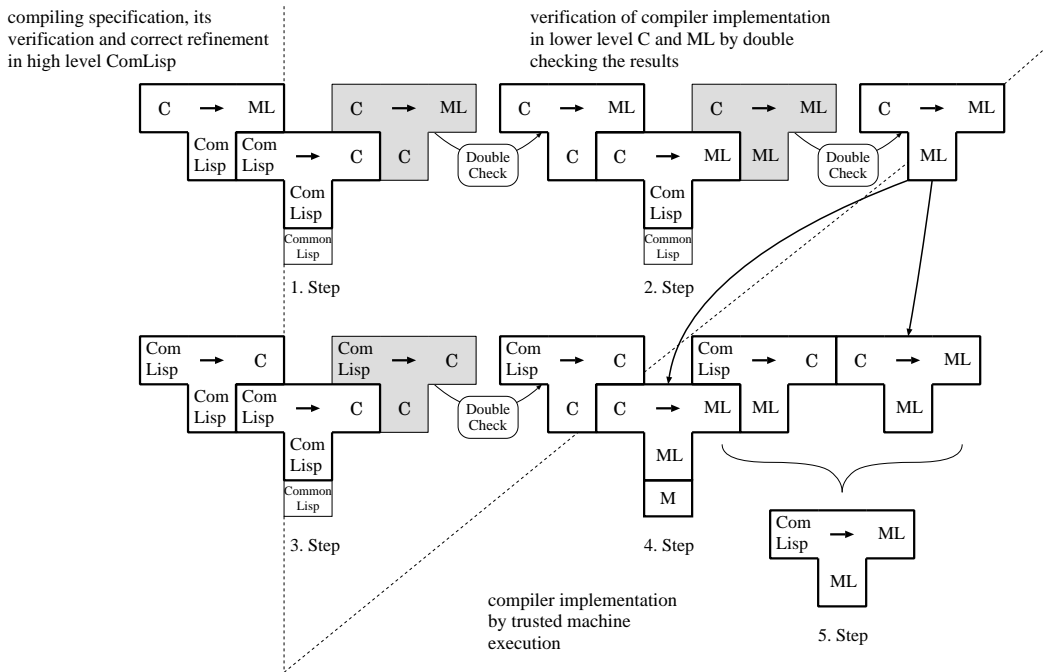 compiling specification, its
verification and correct refinement
in high level ComLisp
verification of compiler implementation
in lower level C and ML by double
checking the results
C → ML
C → ML
C → ML
C → ML
C → ML
Com
Lisp
Com
Lisp
→ C
C
Double
Check
C
C → ML
ML
Double
Check
ML
Com
Lisp
Com
Lisp
Common
Lisp
Common
Lisp
1. Step
2. Step
Com
Lisp
→ C
Com
Lisp
→ C
Com
Lisp
→ C
Com
Lisp
→ C
C → ML
Com
Lisp
Com
Lisp
→ C
C
Double
Check
C
C → ML
ML
ML
Com
Lisp
ML
Common
Lisp
M
3. Step
4. Step
Com
Lisp
→ ML
ML
compiler implementation
by trusted machine
execution
5. Step